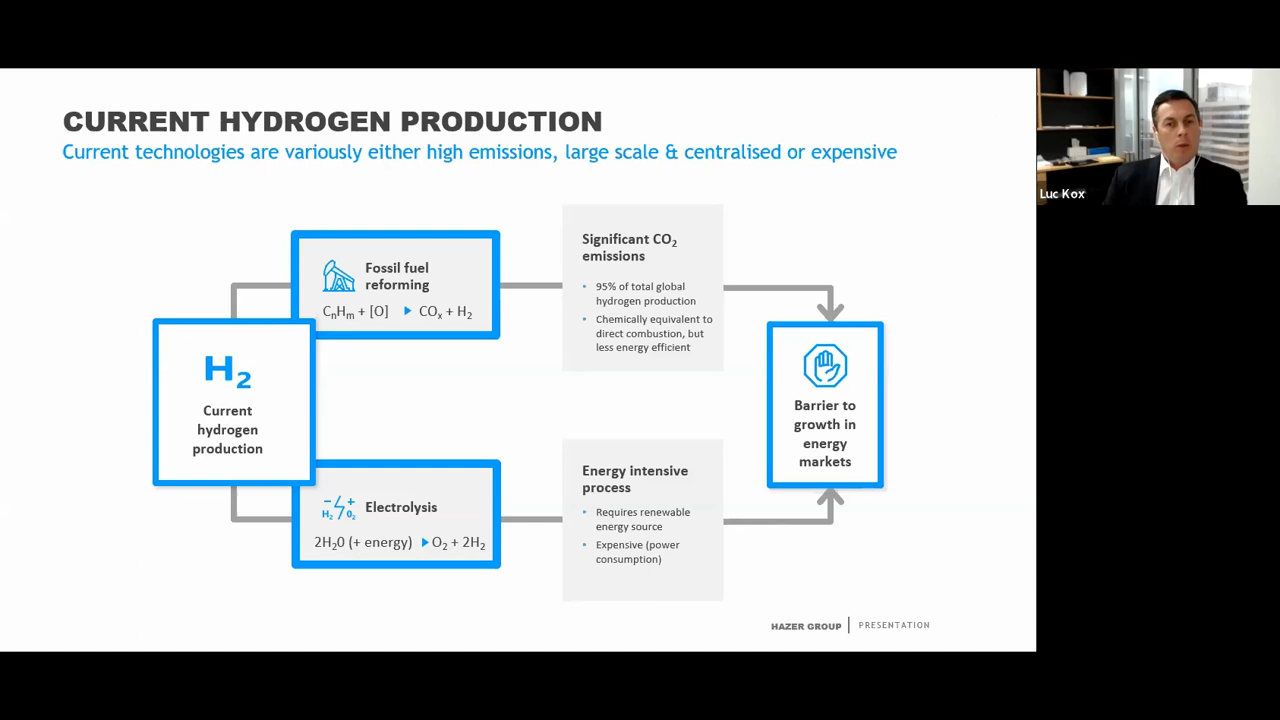 CURRENT HYDROGEN PRODUCTION
Current technologies are variously either high emissions, large scale & centralised or expensive
Luc Kox
Fossil fuel
reforming
CnHm + [O] ▶ COx + H2
Significant CO2
emissions
• 95% of total global
hydrogen production
• Chemically equivalent to
direct combustion, but
less energy efficient
H2
Current
hydrogen
production
Barrier to
growth in
energy
markets
− +
H2 O2
Electrolysis
2H20 (+ energy) ▶ O2 + 2H2
Energy intensive
process
• Requires renewable
energy source
• Expensive (power
consumption)
HAZER GROUP | PRESENTATION